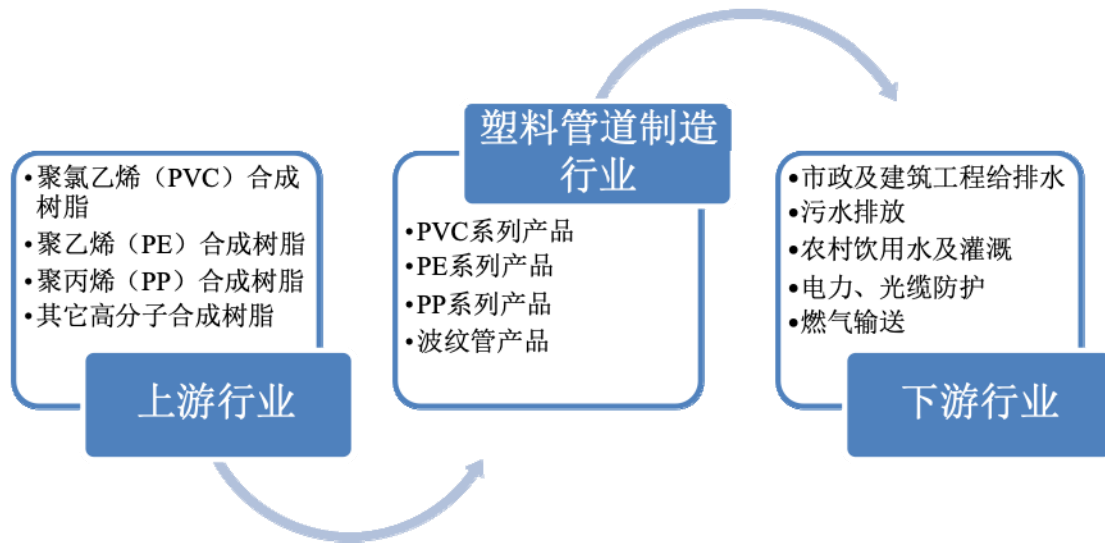 •聚氯乙烯（PVC）合成
树脂
•聚乙烯（PE）合成树脂
•聚丙烯（PP）合成树脂
•其它高分子合成树脂
上游行业
塑料管道制造
行业
•PVC系列产品
•PE系列产品
•PP系列产品
•波纹管产品
•市政及建筑工程给排水
•污水排放
•农村饮用水及灌溉
•电力、光缆防护
•燃气输送
下游行业